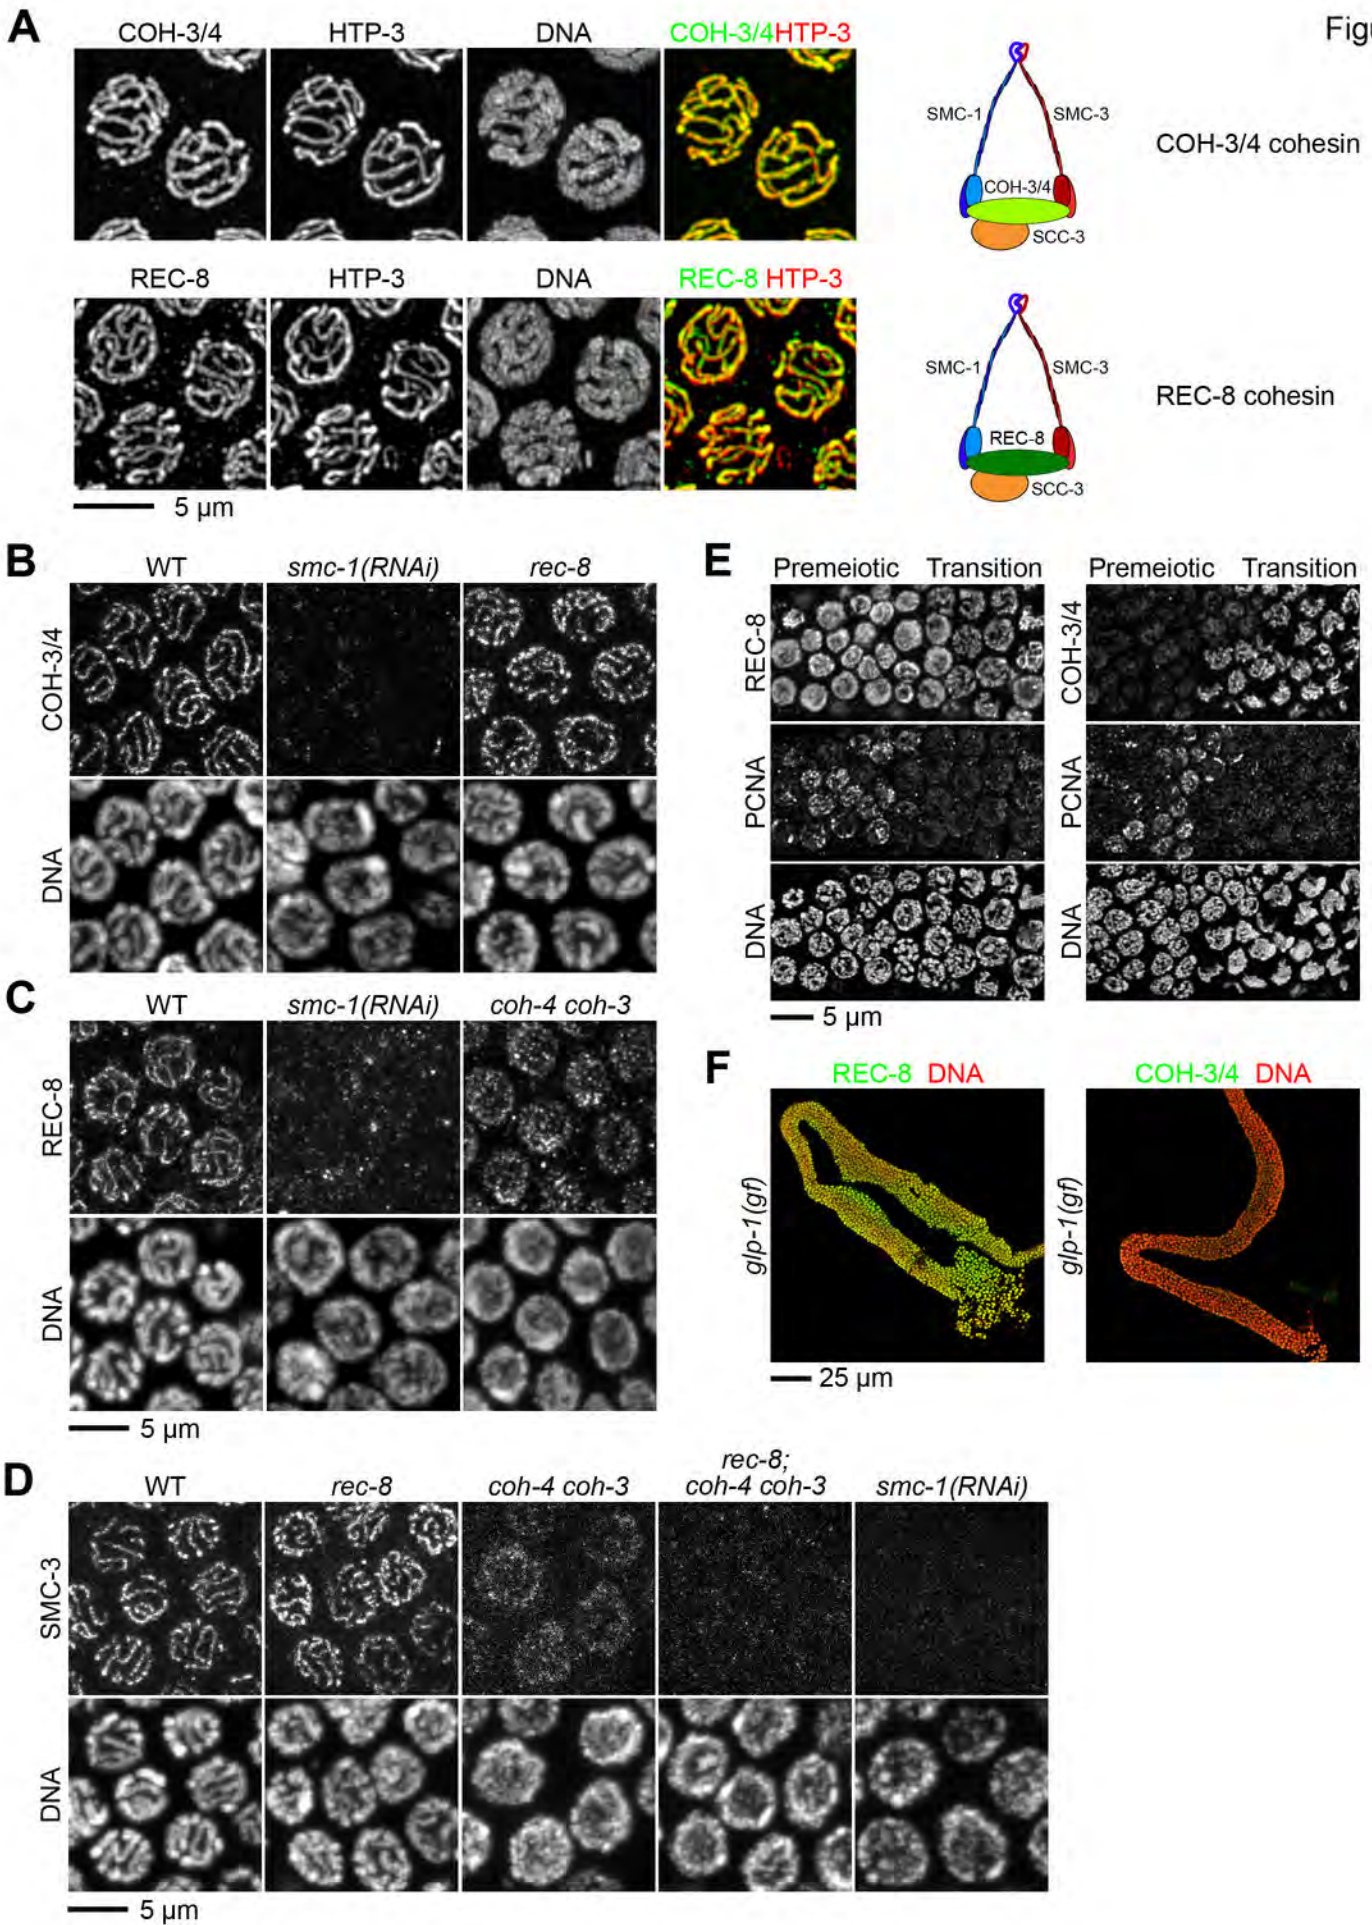 A
COH-3/4 HTP-3 DNA COH-3/4HTP-3
SMC-1 SMC-3
COH-3/4
SCC-3
COH-3/4 cohesin
REC-8 HTP-3 DNA REC-8 HTP-3
SMC-1 SMC-3
REC-8
SCC-3
REC-8 cohesin
5 µm
B
WT smc-1(RNAi) rec-8
COH-3/4
DNA
C
WT smc-1(RNAi) coh-4 coh-3
REC-8
DNA
5 µm
D
WT rec-8 coh-4 coh-3 rec-8; coh-4 coh-3 smc-1(RNAi)
SMC-3
DNA
5 µm
E
Premeiotic Transition Premeiotic Transition
REC-8 COH-3/4
PCNA PCNA
DNA DNA
5 µm
F
REC-8 DNA COH-3/4 DNA
glp-1(gf) glp-1(gf)
25 µm